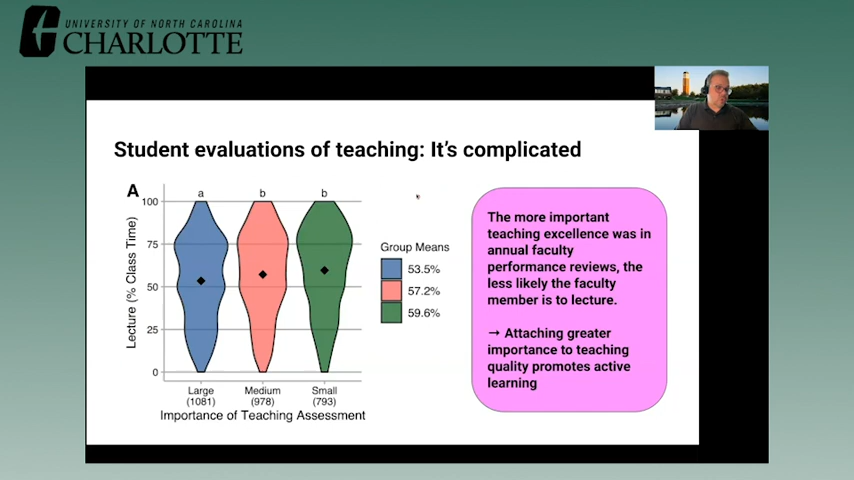 UNIVERSITY OF NORTH CAROLINA
CHARLOTTE
Student evaluations of teaching: It's complicated
A
a b b
100
75
50
25
0
Lecture (% Class Time)
Large Medium Small
(1081) (978) (793)
Importance of Teaching Assessment
Group Means
53.5%
57.2%
59.6%
The more important
teaching excellence was in
annual faculty
performance reviews, the
less likely the faculty
member is to lecture.
→ Attaching greater
importance to teaching
quality promotes active
learning